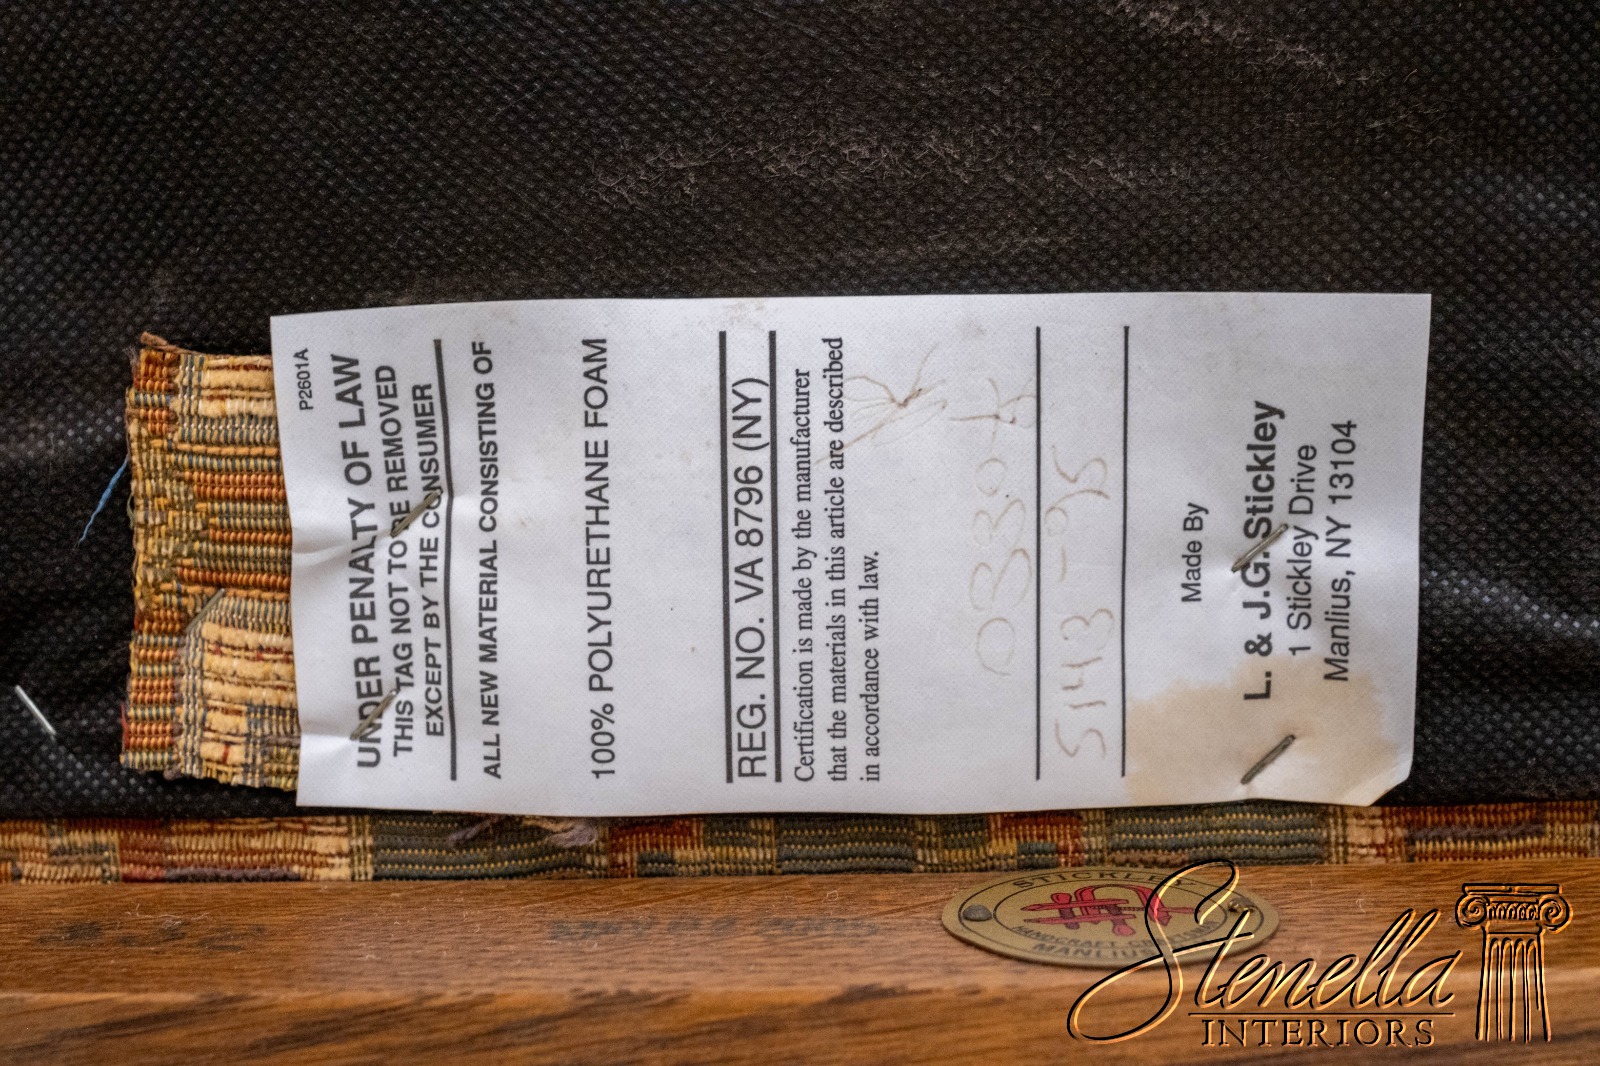 P2601A
UNDER PENALTY OF LAW
THIS TAG NOT TO BE REMOVED
EXCEPT BY THE CONSUMER
ALL NEW MATERIAL CONSISTING OF
100% POLYURETHANE FOAM
REG. NO. VA 8796 (NY)
Certification is made by the manufacturer
that the materials in this article are described
in accordance with law.
5143-95
Made By
L. & J.G. Stickley
1 Stickley Drive
Manlius, NY 13104
STICKLEY
MANLIUS
Stenella
INTERIORS